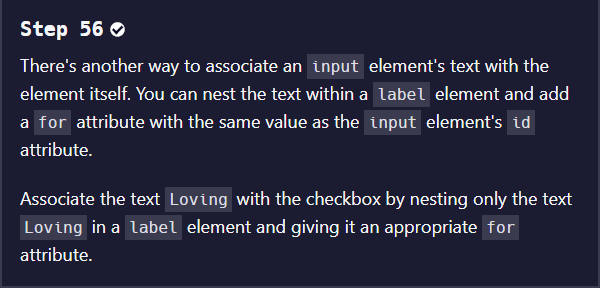 Step 56
There's another way to associate an input element's text with the
element itself. You can nest the text within a label element and add
a for attribute with the same value as the input element's id
attribute.
Associate the text Loving with the checkbox by nesting only the text
Loving in a label element and giving it an appropriate for
attribute.